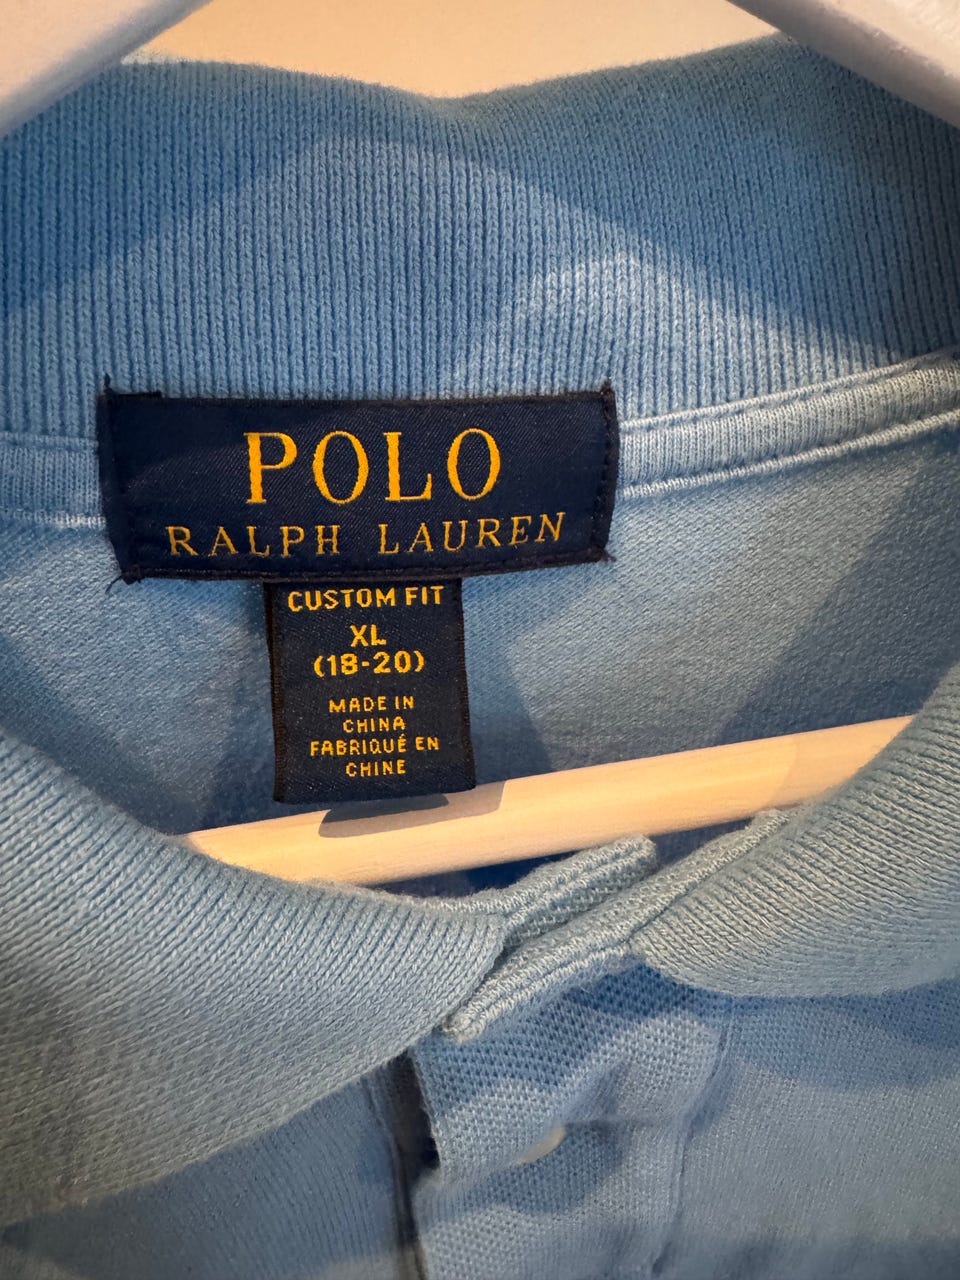 POLO
RALPH LAUREN
CUSTOM FIT
XL
(18-20)
MADE IN
CHINA
FABRIQUÉ EN
CHINE